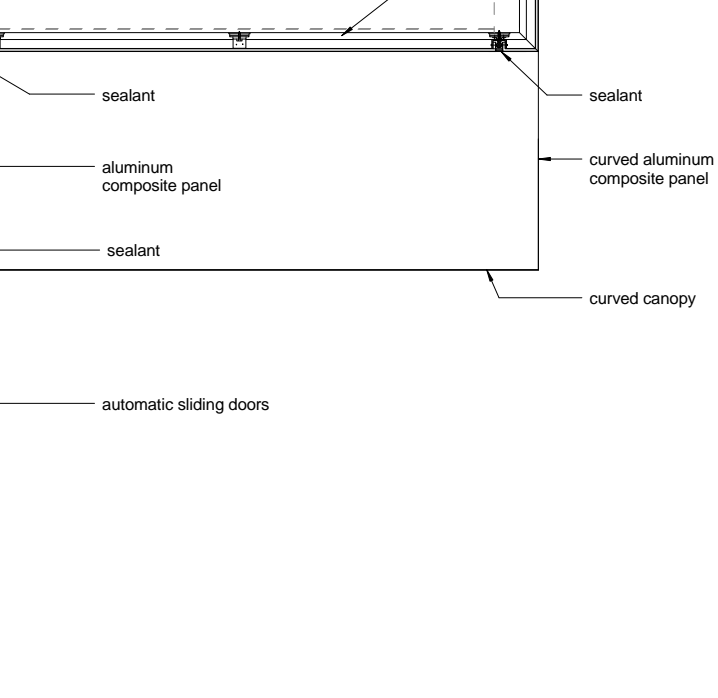 sealant
sealant
curved aluminum
composite panel
aluminum
composite panel
sealant
curved canopy
automatic sliding doors